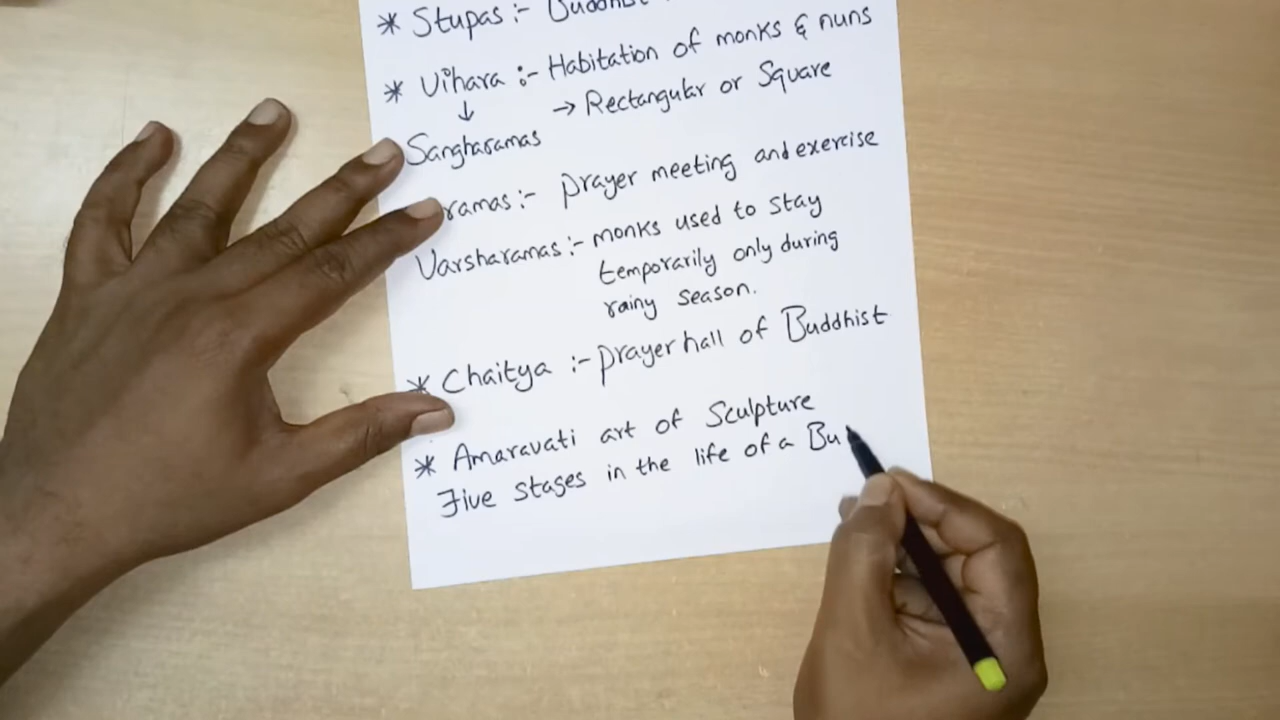 * Stupas :- Buddhist
* Vihara :- Habitation of monks & nuns
↓ → Rectangular or Square
Sangharamas
ramas :- prayer meeting and exercise
Varsharamas :- monks used to stay
temporarily only during
rainy season.
* Chaitya :- prayer hall of Buddhist
* Amaravati art of Sculpture
Five stages in the life of a Bu